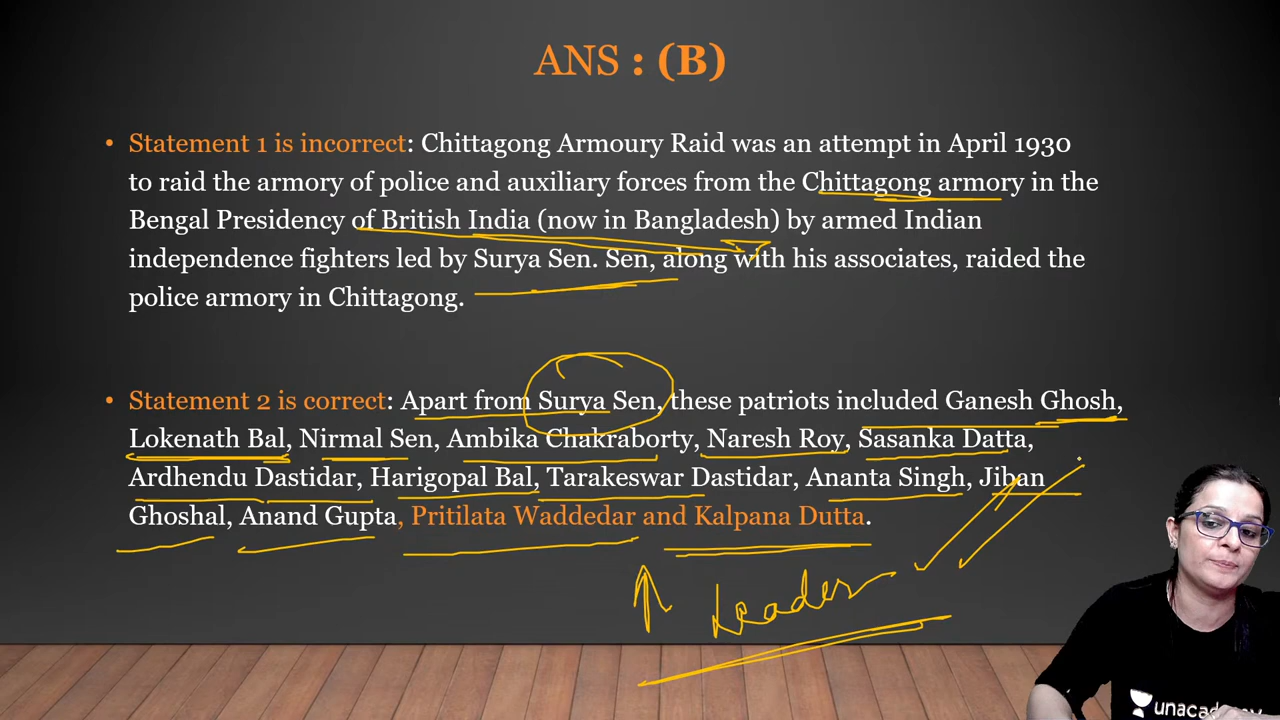 ANS : (B)
• Statement 1 is incorrect: Chittagong Armoury Raid was an attempt in April 1930
to raid the armory of police and auxiliary forces from the Chittagong armory in the
Bengal Presidency of British India (now in Bangladesh) by armed Indian
independence fighters led by Surya Sen. Sen, along with his associates, raided the
police armory in Chittagong.
• Statement 2 is correct: Apart from Surya Sen, these patriots included Ganesh Ghosh,
Lokenath Bal, Nirmal Sen, Ambika Chakraborty, Naresh Roy, Sasanka Datta,
Ardhendu Dastidar, Harigopal Bal, Tarakeswar Dastidar, Ananta Singh, Jiban
Ghoshal, Anand Gupta, Pritilata Waddedar and Kalpana Dutta.
Leader
unacademy